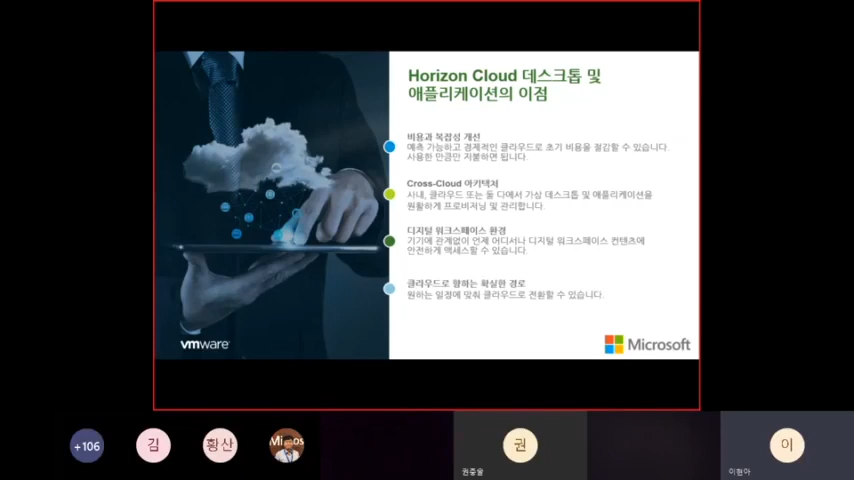 Horizon Cloud 데스크톱 및
애플리케이션의 이점
비용과 복잡성 개선
예측 가능하고 경제적인 클라우드로 초기 비용을 절감할 수 있습니다.
사용한 만큼만 지불하면 됩니다.
Cross-Cloud 아키텍처
사내, 클라우드 또는 둘 다에서 가상 데스크톱 및 애플리케이션을
원활하게 프로비저닝 및 관리합니다.
디지털 워크스페이스 환경
기기에 관계없이 언제 어디서나 디지털 워크스페이스 컨텐츠에
안전하게 액세스할 수 있습니다.
클라우드로 향하는 확실한 경로
원하는 일정에 맞춰 클라우드로 전환할 수 있습니다.
vmware
Microsoft
+106
김
황산
권
이
이현아